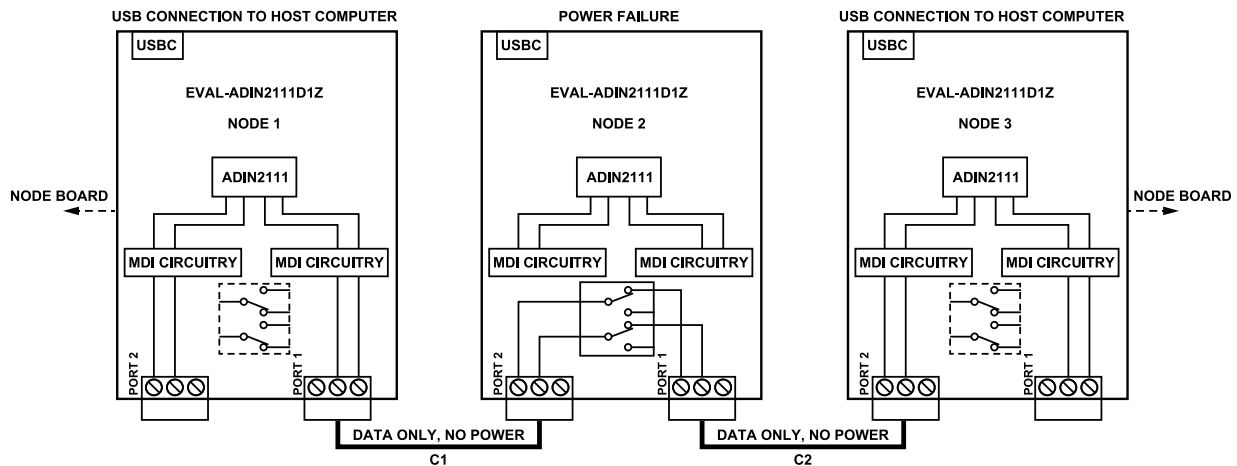 USB CONNECTION TO HOST COMPUTER
POWER FAILURE
USB CONNECTION TO HOST COMPUTER
USBC
USBC
USBC
EVAL-ADIN2111D1Z
EVAL-ADIN2111D1Z
EVAL-ADIN2111D1Z
NODE 1
NODE 2
NODE 3
ADIN2111
ADIN2111
ADIN2111
NODE BOARD
NODE BOARD
MDI CIRCUITRY
MDI CIRCUITRY
MDI CIRCUITRY
MDI CIRCUITRY
MDI CIRCUITRY
MDI CIRCUITRY
PORT 2
PORT 1
PORT 2
PORT 1
PORT 2
PORT 1
DATA ONLY, NO POWER
DATA ONLY, NO POWER
C1
C2